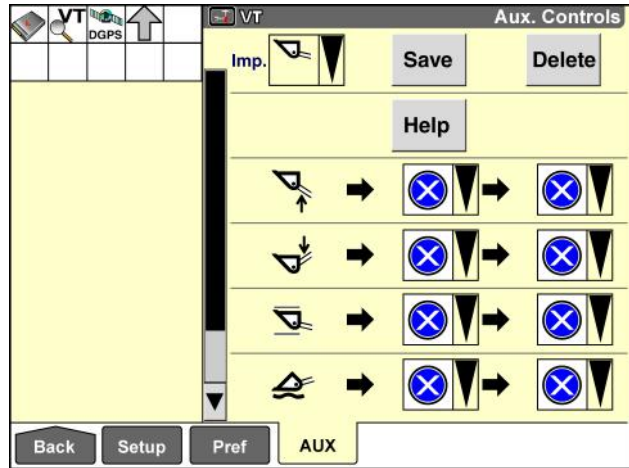 VT
DGPS
VT Aux. Controls
Imp. Save Delete
Help
Back Setup Pref AUX